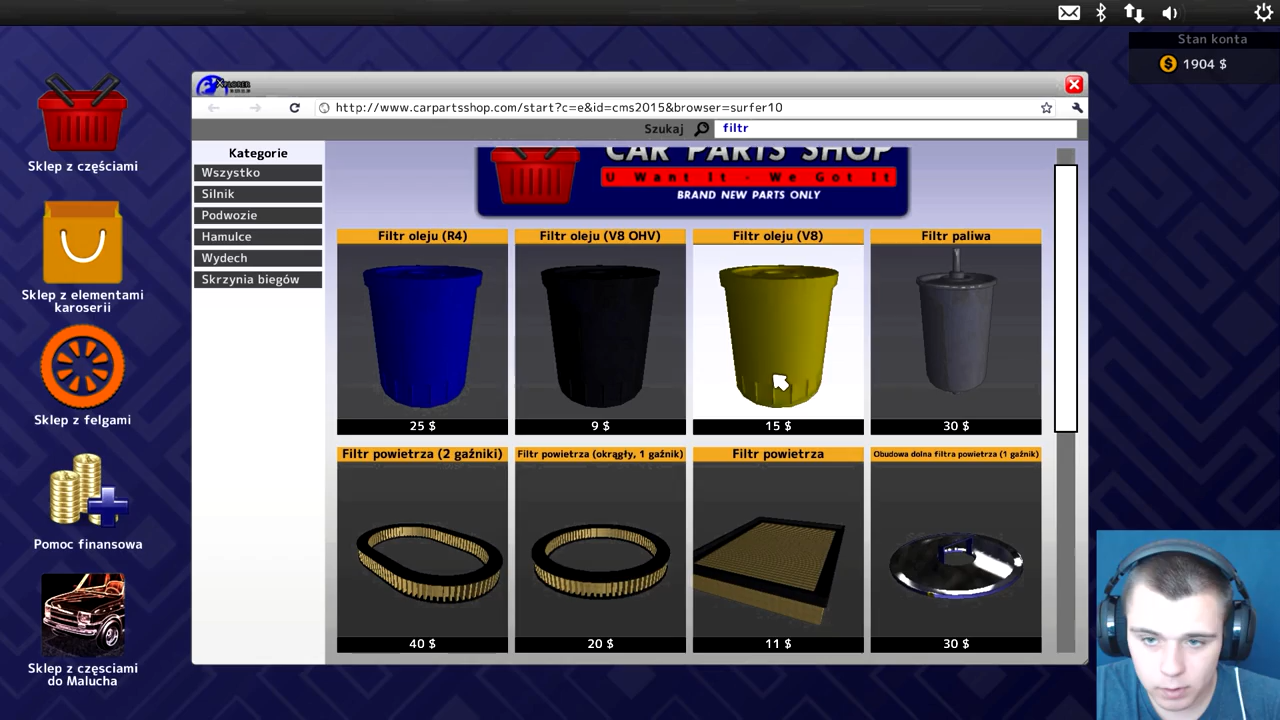 Stan konta
1904 $
http://www.carpartsshop.com/start?c=e&id=cms2015&browser=surfer10
Szukaj
filtr
Sklep z częściami
Sklep z elementami
karoserii
Sklep z felgami
Pomoc finansowa
Sklep z częsciami
do Malucha
Kategorie
Wszystko
Silnik
Podwozie
Hamulce
Wydech
Skrzynia biegów
CAR PARTS SHOP
U Want It - We Got It
BRAND NEW PARTS ONLY
Filtr oleju (R4)
Filtr oleju (V8 OHV)
Filtr oleju (V8)
Filtr paliwa
25 $
9 $
15 $
30 $
Filtr powietrza (2 gaźniki)
Filtr powietrza (okrągły, 1 gaźnik)
Filtr powietrza
Obudowa dolna filtra powietrza (1 gaźnik)
40 $
20 $
11 $
30 $